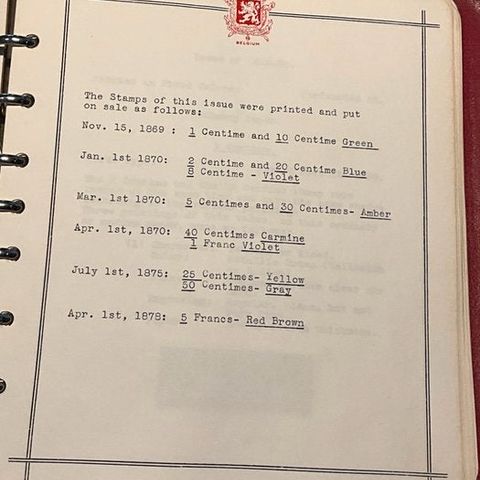 BELGIUM
The Stamps of this issue were printed and put
on sale as follows:
Nov. 15, 1869 : 1 Centime and 10 Centime Green
Jan. 1st 1870: 2 Centime and 20 Centime Blue
8 Centime - Violet
Mar. 1st 1870: 5 Centimes and 30 Centimes- Amber
Apr. 1st, 1870: 40 Centimes Carmine
1 Franc Violet
July 1st, 1875: 25 Centimes- Yellow
50 Centimes- Gray
Apr. 1st, 1878: 5 Francs- Red Brown